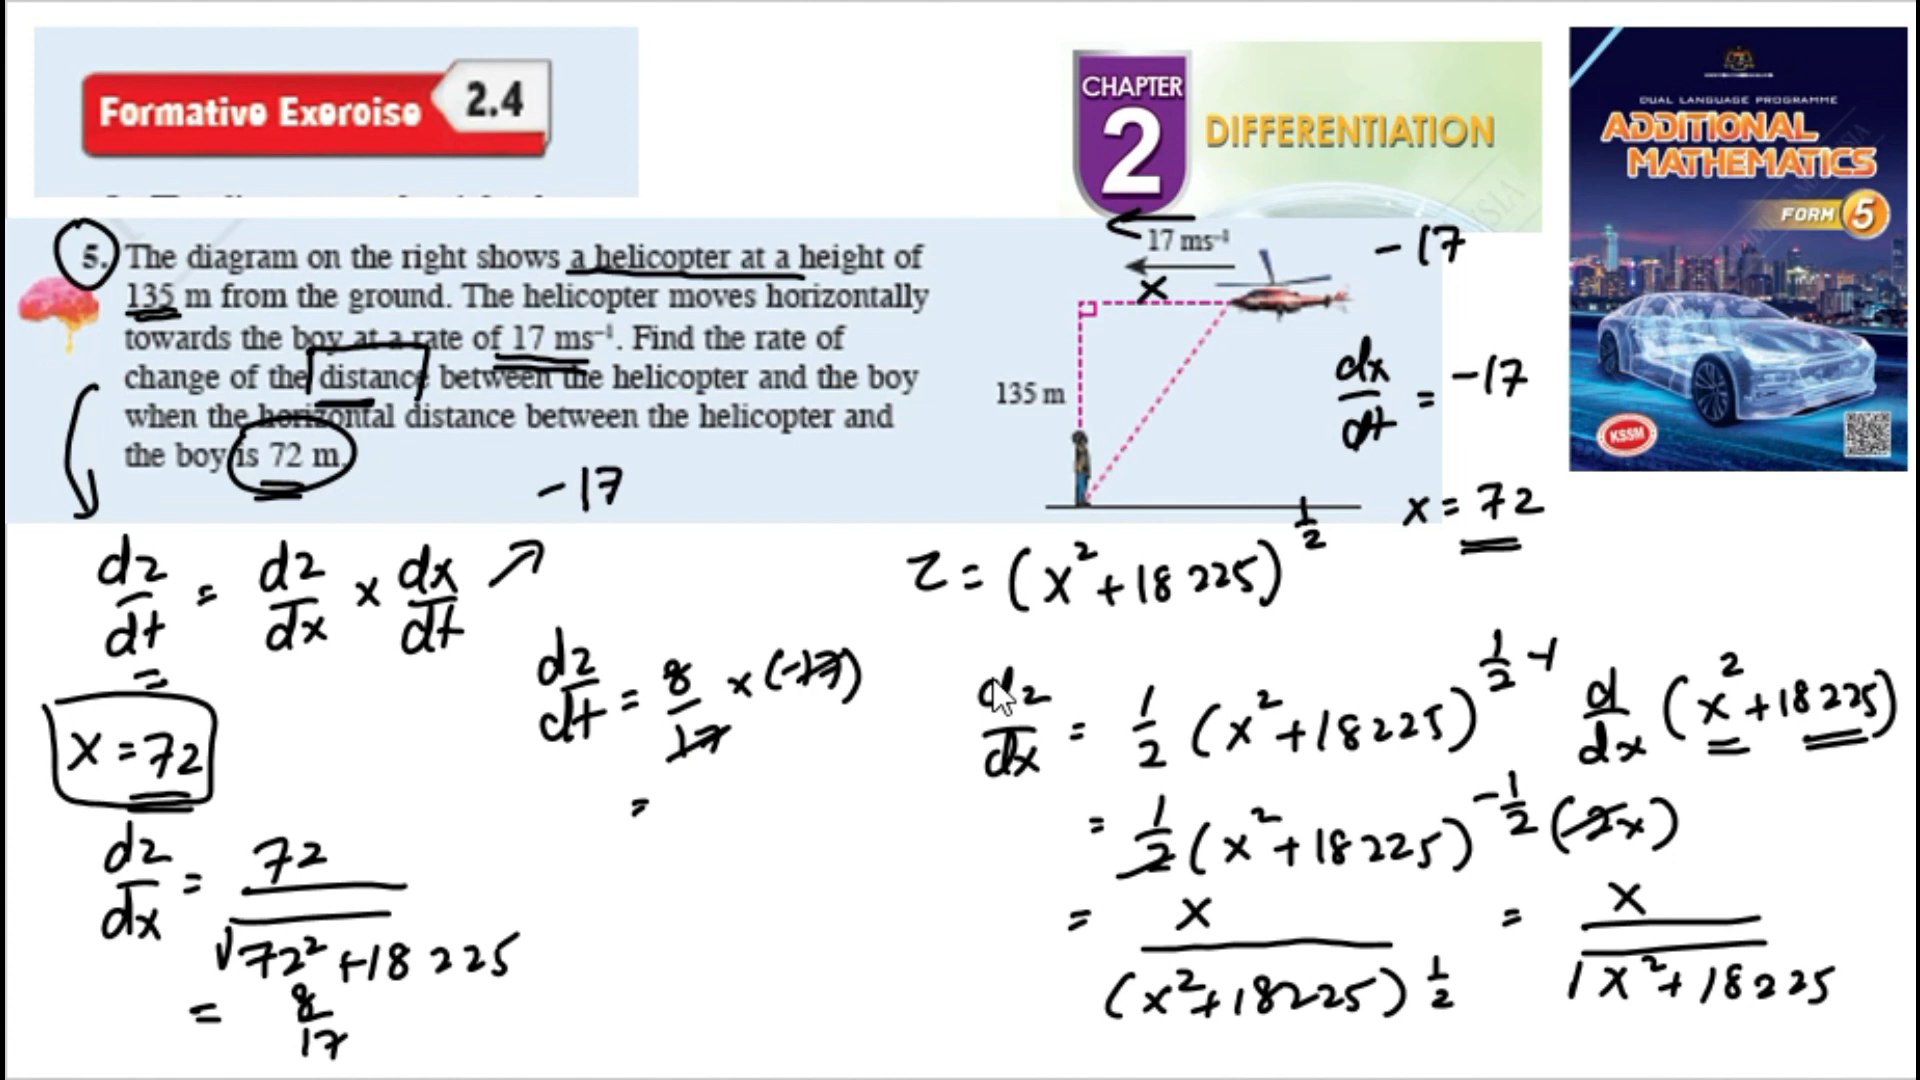 Formative Exercise 2.4
CHAPTER
2
DIFFERENTIATION
DUAL LANGUAGE PROGRAMME
ADDITIONAL
MATHEMATICS
FORM 5
KSSM
5. The diagram on the right shows a helicopter at a height of
135 m from the ground. The helicopter moves horizontally
towards the boy at a rate of 17 ms⁻¹. Find the rate of
change of the distance between the helicopter and the boy
when the horizontal distance between the helicopter and
the boy is 72 m.
17 ms⁻¹
-17
x
135 m
dx/dt = -17
x = 72
-17
dz/dt = dz/dx × dx/dt
x = 72
dz/dx = 72/√(72² + 18225)
= 8/17
dz/dt = 8/17 × (-17)
=
z = (x² + 18225)^1/2
dz/dx = 1/2 (x² + 18225)^(1/2 - 1) d/dx (x² + 18225)
= 1/2 (x² + 18225)^(-1/2) (2x)
= x/(x² + 18225)^1/2 = x/√(x² + 18225)